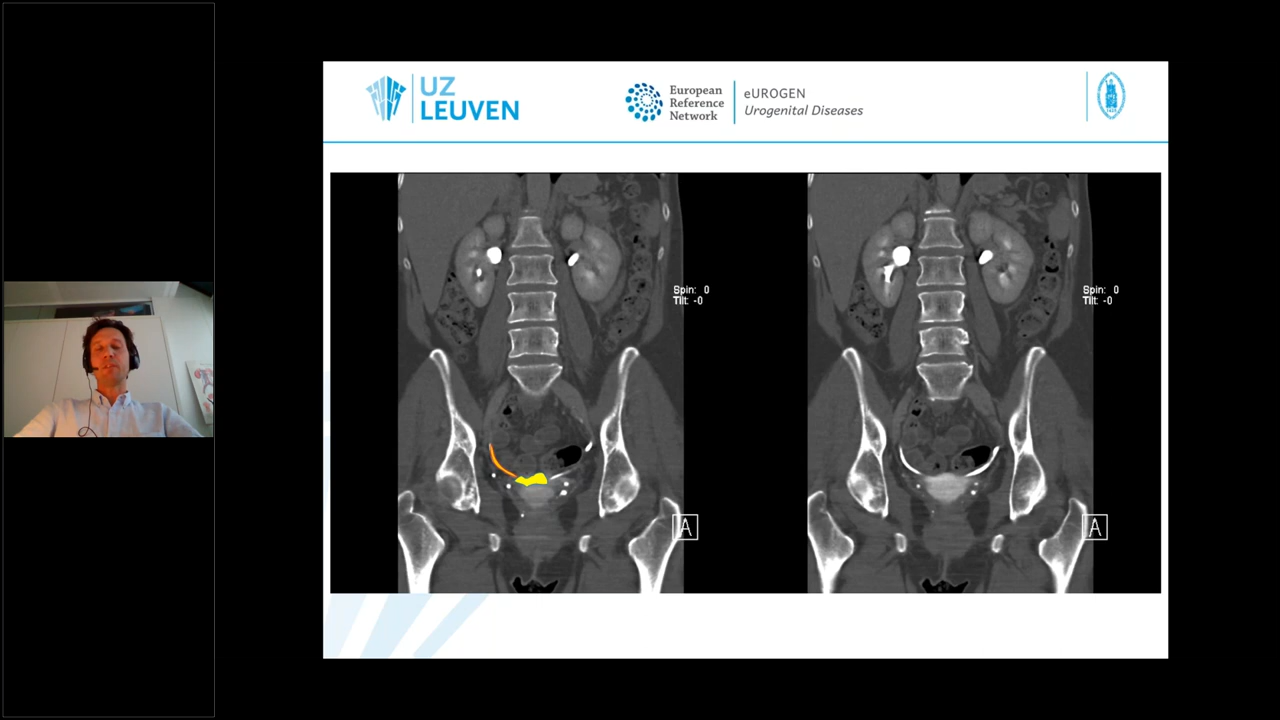 UZ
LEUVEN
European
Reference
Network
eUROGEN
Urogenital Diseases
Spin: 0
Tilt: -0
A
Spin: 0
Tilt: -0
A